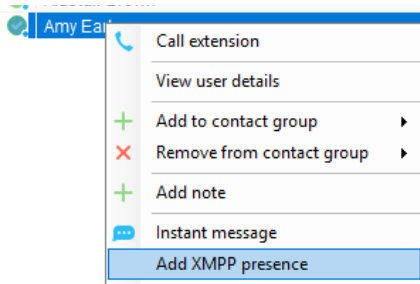 Amy Ear
Call extension
View user details
Add to contact group
Remove from contact group
Add note
Instant message
Add XMPP presence